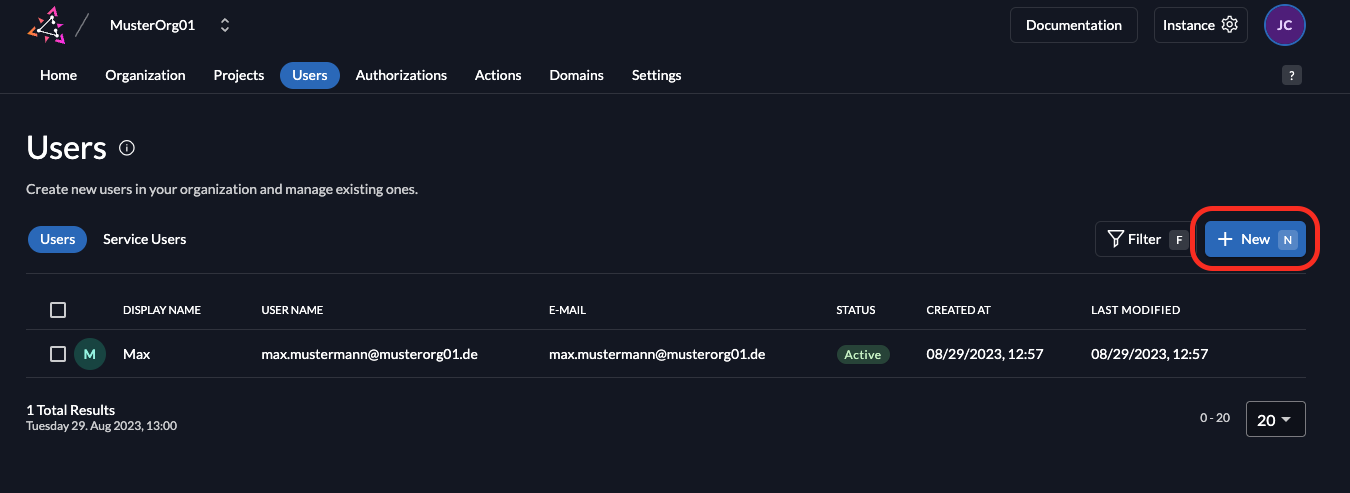 MusterOrg01 Documentation Instance JC
Home Organization Projects Users Authorizations Actions Domains Settings ?
Users
Create new users in your organization and manage existing ones.
Users Service Users Filter F + New N
DISPLAY NAME USER NAME E-MAIL STATUS CREATED AT LAST MODIFIED
M Max max.mustermann@musterorg01.de max.mustermann@musterorg01.de Active 08/29/2023, 12:57 08/29/2023, 12:57
1 Total Results
Tuesday 29. Aug 2023, 13:00
0 - 20 20